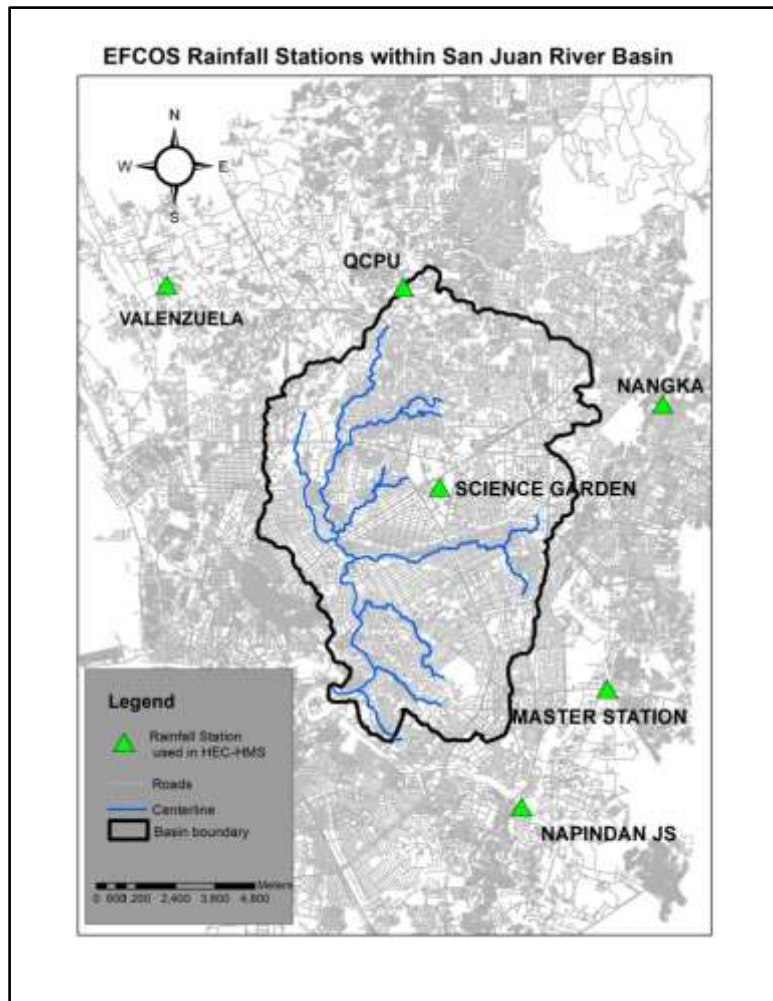 EFCOS Rainfall Stations within San Juan River Basin
N
W E
S
QCPU
VALENZUELA
NANGKA
SCIENCE GARDEN
MASTER STATION
NAPINDAN JS
Legend
Rainfall Station
used in HEC-HMS
Roads
Centerline
Basin boundary
Meters
0 600 1,200 2,400 3,600 4,800